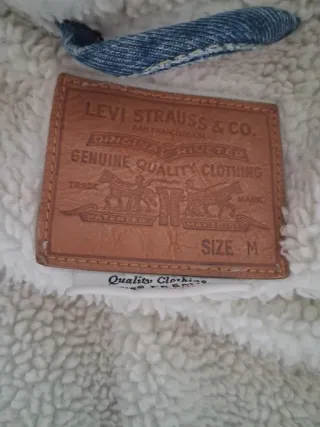 LEVI STRAUSS & CO.
SAN FRANCISCO, CAL.
ORIGINAL RIVETED
GENUINE QUALITY CLOTHING
TRADE MARK
SIZE M
Quality Clothing